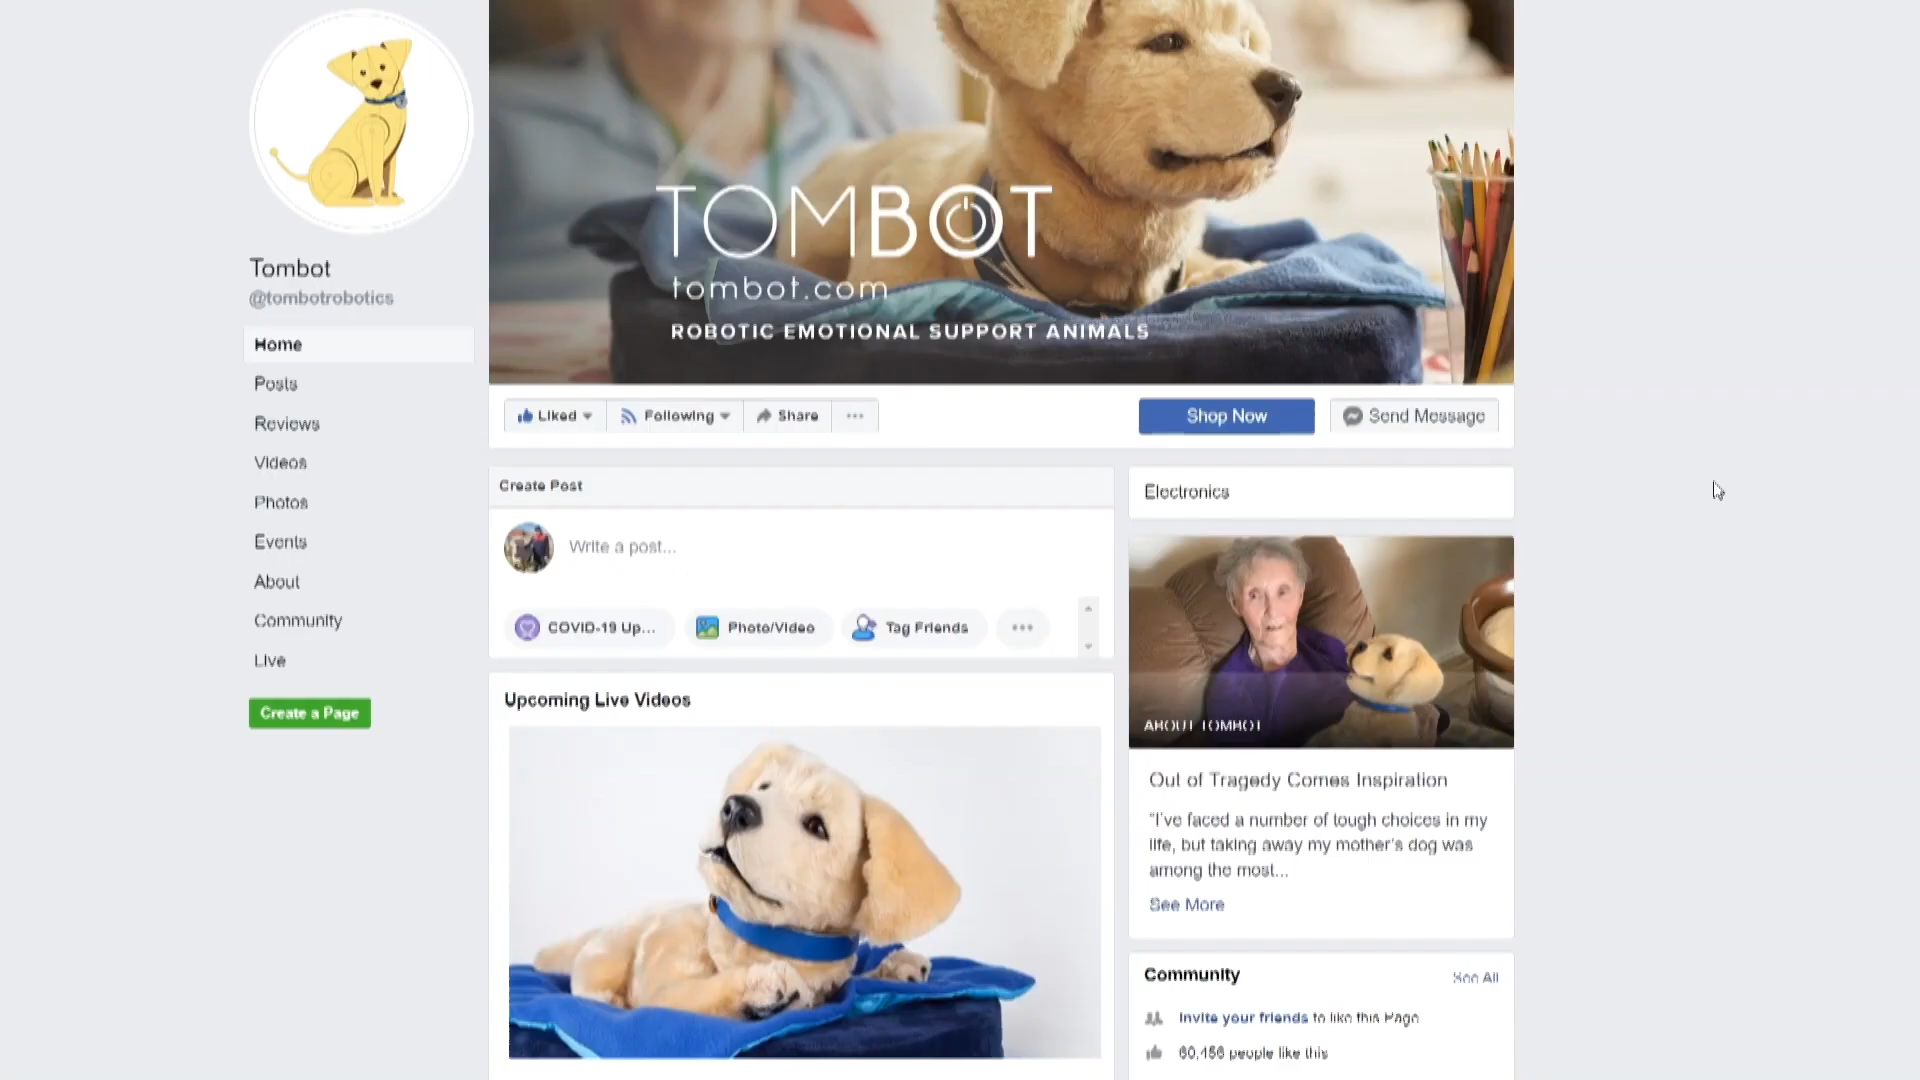 TOMBOT
tombot.com
ROBOTIC EMOTIONAL SUPPORT ANIMALS
Tombot
@tombotrobotics
Home
Posts
Reviews
Videos
Photos
Events
About
Community
Live
Create a Page
Liked
Following
Share
Shop Now
Send Message
Create Post
Write a post...
COVID-19 Up...
Photo/Video
Tag Friends
Upcoming Live Videos
Electronics
ABOUT TOMBOT
Out of Tragedy Comes Inspiration
"I've faced a number of tough choices in my
life, but taking away my mother's dog was
among the most...
See More
Community
See All
Invite your friends to like this Page
60,456 people like this